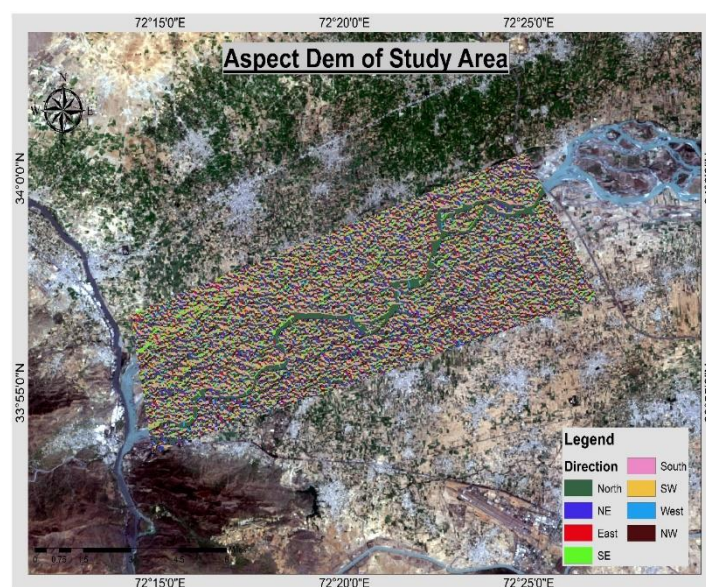 72°15'0"E 72°20'0"E 72°25'0"E
Aspect Dem of Study Area
N
W E
34°0'0"N
33°55'0"N
Legend
Direction
North
NE
East
SE
South
SW
West
NW
72°15'0"E 72°20'0"E 72°25'0"E